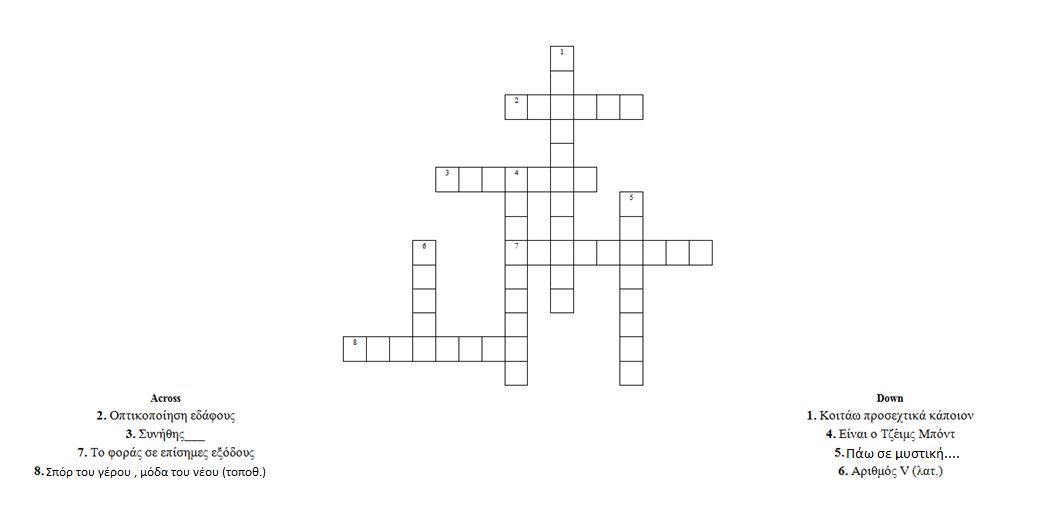 1
2
3
4
5
6
7
8
Across
2. Οπτικοποίηση εδάφους
3. Συνήθης___
7. Το φοράς σε επίσημες εξόδους
8. Σπόρ του γέρου , μόδα του νέου (τοποθ.)
Down
1. Κοιτάω προσεχτικά κάποιον
4. Είναι ο Τζέιμς Μπόντ
5. Πάω σε μυστική....
6. Αριθμός V (λατ.)